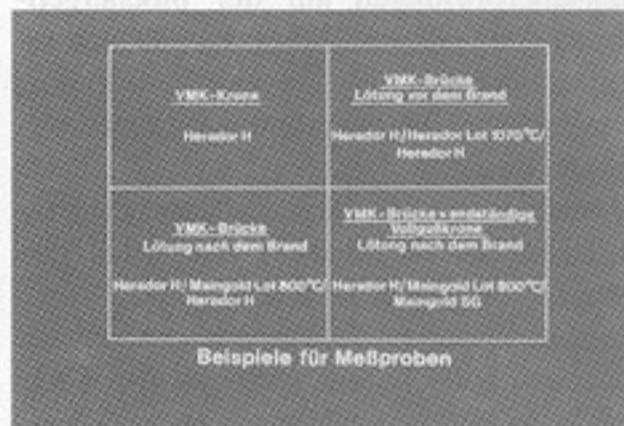 VMK-Krone
Herador H
VMK-Brücke
Lötung vor dem Brand
Herador H/Herador Lot 1070°C/
Herador H
VMK-Brücke
Lötung nach dem Brand
Herador H/Maingold Lot 800°C/
Herador H
VMK-Brücke + endständige
Vollgußkrone
Lötung nach dem Brand
Herador H/Maingold Lot 800°C/
Maingold SG
Beispiele für Meßproben